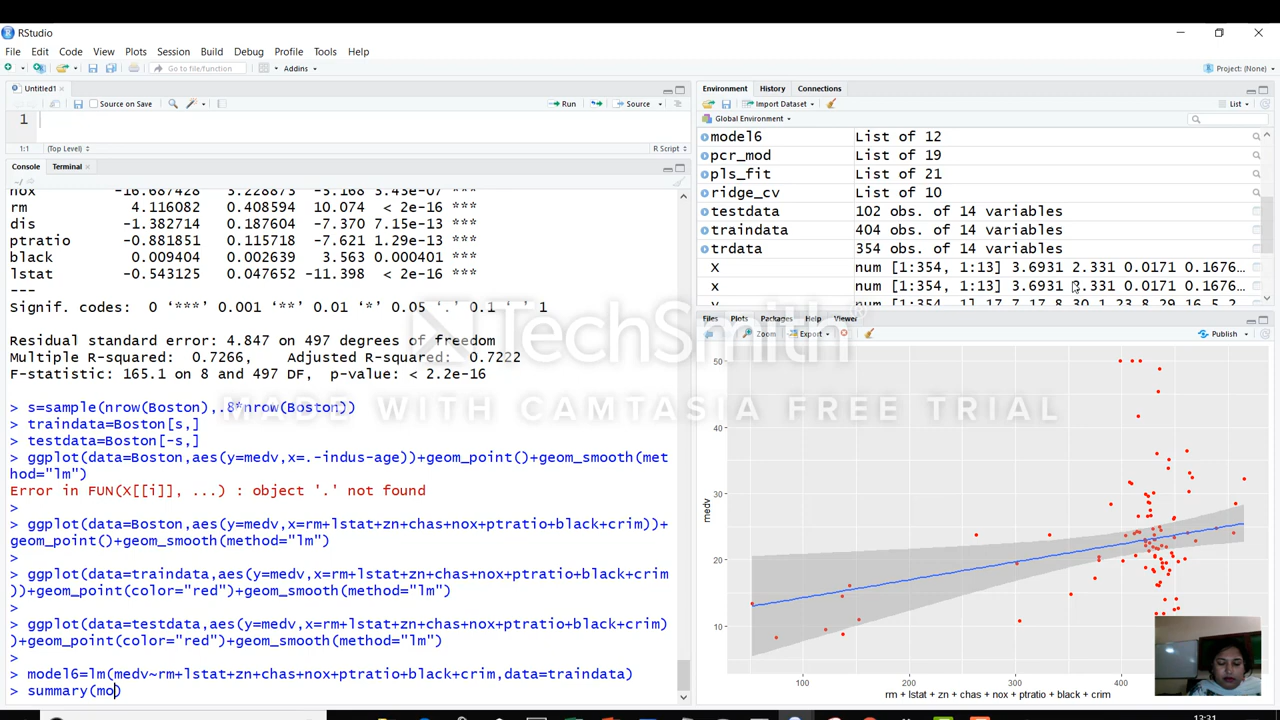 RStudio
File Edit Code View Plots Session Build Debug Profile Tools Help
Go to file/function Addins Project: (None)
Untitled1
Source on Save Run Source
1
1:1 (Top Level) R Script
Console Terminal
~/
nox -16.687428 3.228873 -5.168 3.43e-07 ***
rm 4.116082 0.408594 10.074 < 2e-16 ***
dis -1.382714 0.187604 -7.370 7.15e-13 ***
ptratio -0.881851 0.115718 -7.621 1.29e-13 ***
black 0.009404 0.002639 3.563 0.000401 ***
lstat -0.543125 0.047652 -11.398 < 2e-16 ***
---
Signif. codes: 0 ‘***’ 0.001 ‘**’ 0.01 ‘*’ 0.05 ‘.’ 0.1 ‘ ’ 1
Residual standard error: 4.847 on 497 degrees of freedom
Multiple R-squared: 0.7266, Adjusted R-squared: 0.7222
F-statistic: 165.1 on 8 and 497 DF, p-value: < 2.2e-16
> s=sample(nrow(Boston),.8*nrow(Boston))
> traindata=Boston[s,]
> testdata=Boston[-s,]
> ggplot(data=Boston,aes(y=medv,x=.-indus-age))+geom_point()+geom_smooth(met
hod="lm")
Error in FUN(X[[i]], ...) : object '.' not found
>
> ggplot(data=Boston,aes(y=medv,x=rm+lstat+zn+chas+nox+ptratio+black+crim))+
geom_point()+geom_smooth(method="lm")
>
> ggplot(data=traindata,aes(y=medv,x=rm+lstat+zn+chas+nox+ptratio+black+crim
))+geom_point(color="red")+geom_smooth(method="lm")
>
> ggplot(data=testdata,aes(y=medv,x=rm+lstat+zn+chas+nox+ptratio+black+crim)
)+geom_point(color="red")+geom_smooth(method="lm")
>
> model6=lm(medv~rm+lstat+zn+chas+nox+ptratio+black+crim,data=traindata)
> summary(mo)
Environment History Connections
Import Dataset List
Global Environment
model6 List of 12
pcr_mod List of 19
pls_fit List of 21
ridge_cv List of 10
testdata 102 obs. of 14 variables
traindata 404 obs. of 14 variables
trdata 354 obs. of 14 variables
x num [1:354, 1:13] 3.6931 2.331 0.0171 0.1676…
x num [1:354, 1:13] 3.6931 2.331 0.0171 0.1676…
Files Plots Packages Help Viewer
Zoom Export Publish
50
40
30
20
10
medv
100 200 300 400
rm + lstat + zn + chas + nox + ptratio + black + crim
TechSmith
MADE WITH CAMTASIA FREE TRIAL
13:31